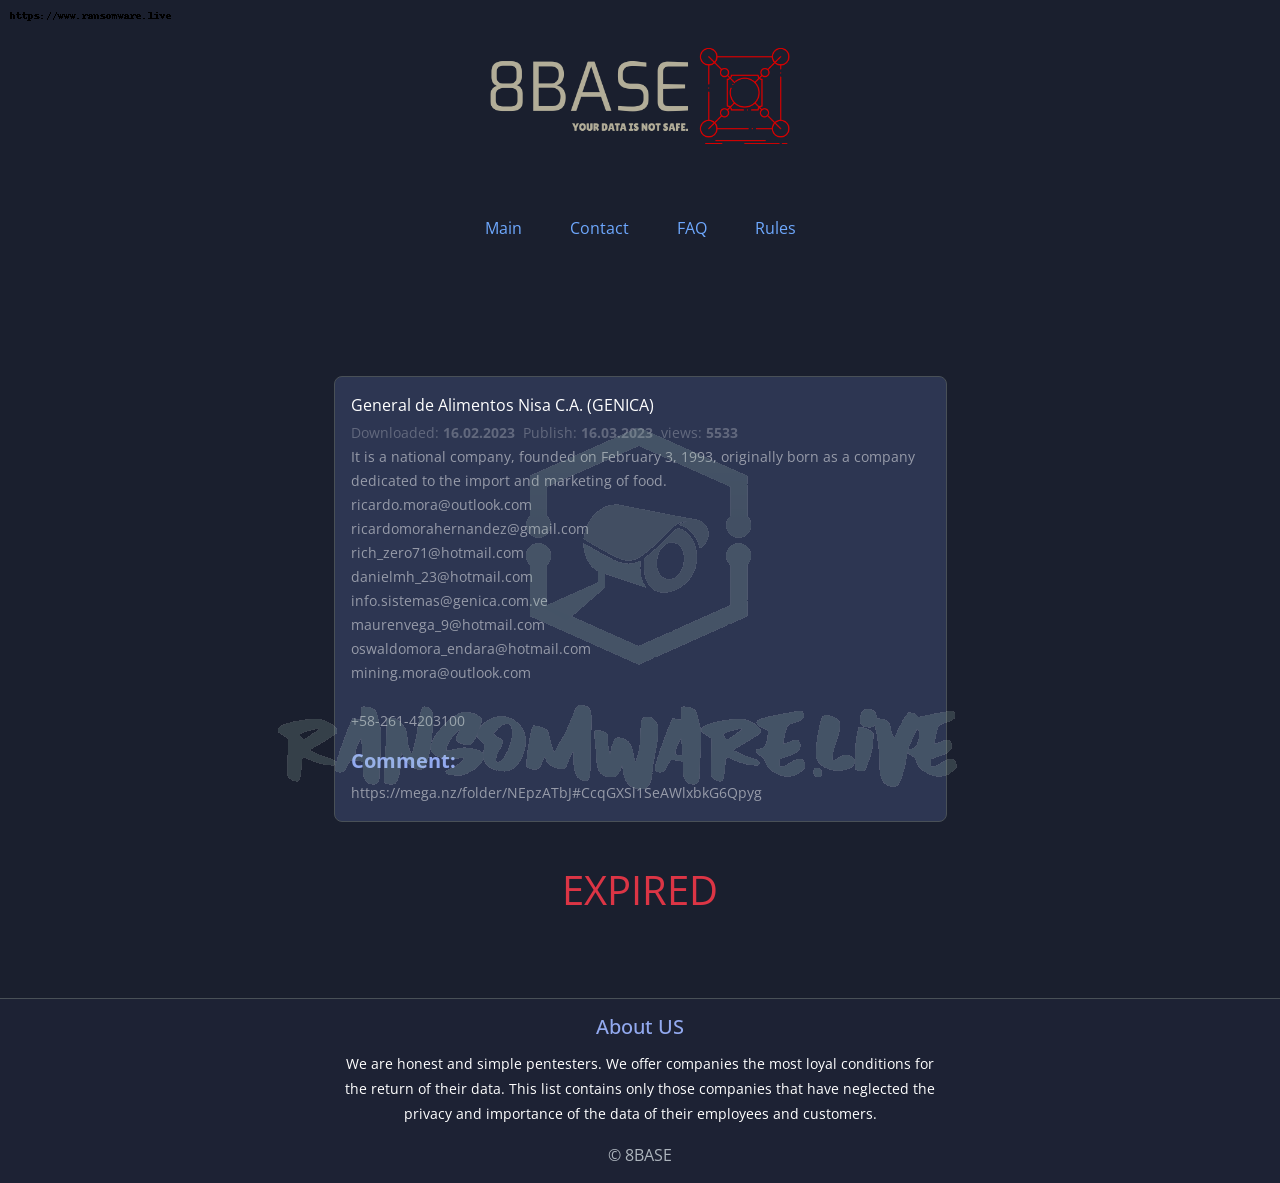 https://www.ransomware.live
8BASE
YOUR DATA IS NOT SAFE.
Main Contact FAQ Rules
General de Alimentos Nisa C.A. (GENICA)
Downloaded: 16.02.2023 Publish: 16.03.2023 views: 5533
It is a national company, founded on February 3, 1993, originally born as a company
dedicated to the import and marketing of food.
ricardo.mora@outlook.com
ricardomorahernandez@gmail.com
rich_zero71@hotmail.com
danielmh_23@hotmail.com
info.sistemas@genica.com.ve
maurenvega_9@hotmail.com
oswaldomora_endara@hotmail.com
mining.mora@outlook.com
+58-261-4203100
RANSOMWARE.LIVE
Comment:
https://mega.nz/folder/NEpzATbJ#CcqGXSl1SeAWlxbkG6Qpyg
EXPIRED
About US
We are honest and simple pentesters. We offer companies the most loyal conditions for
the return of their data. This list contains only those companies that have neglected the
privacy and importance of the data of their employees and customers.
© 8BASE